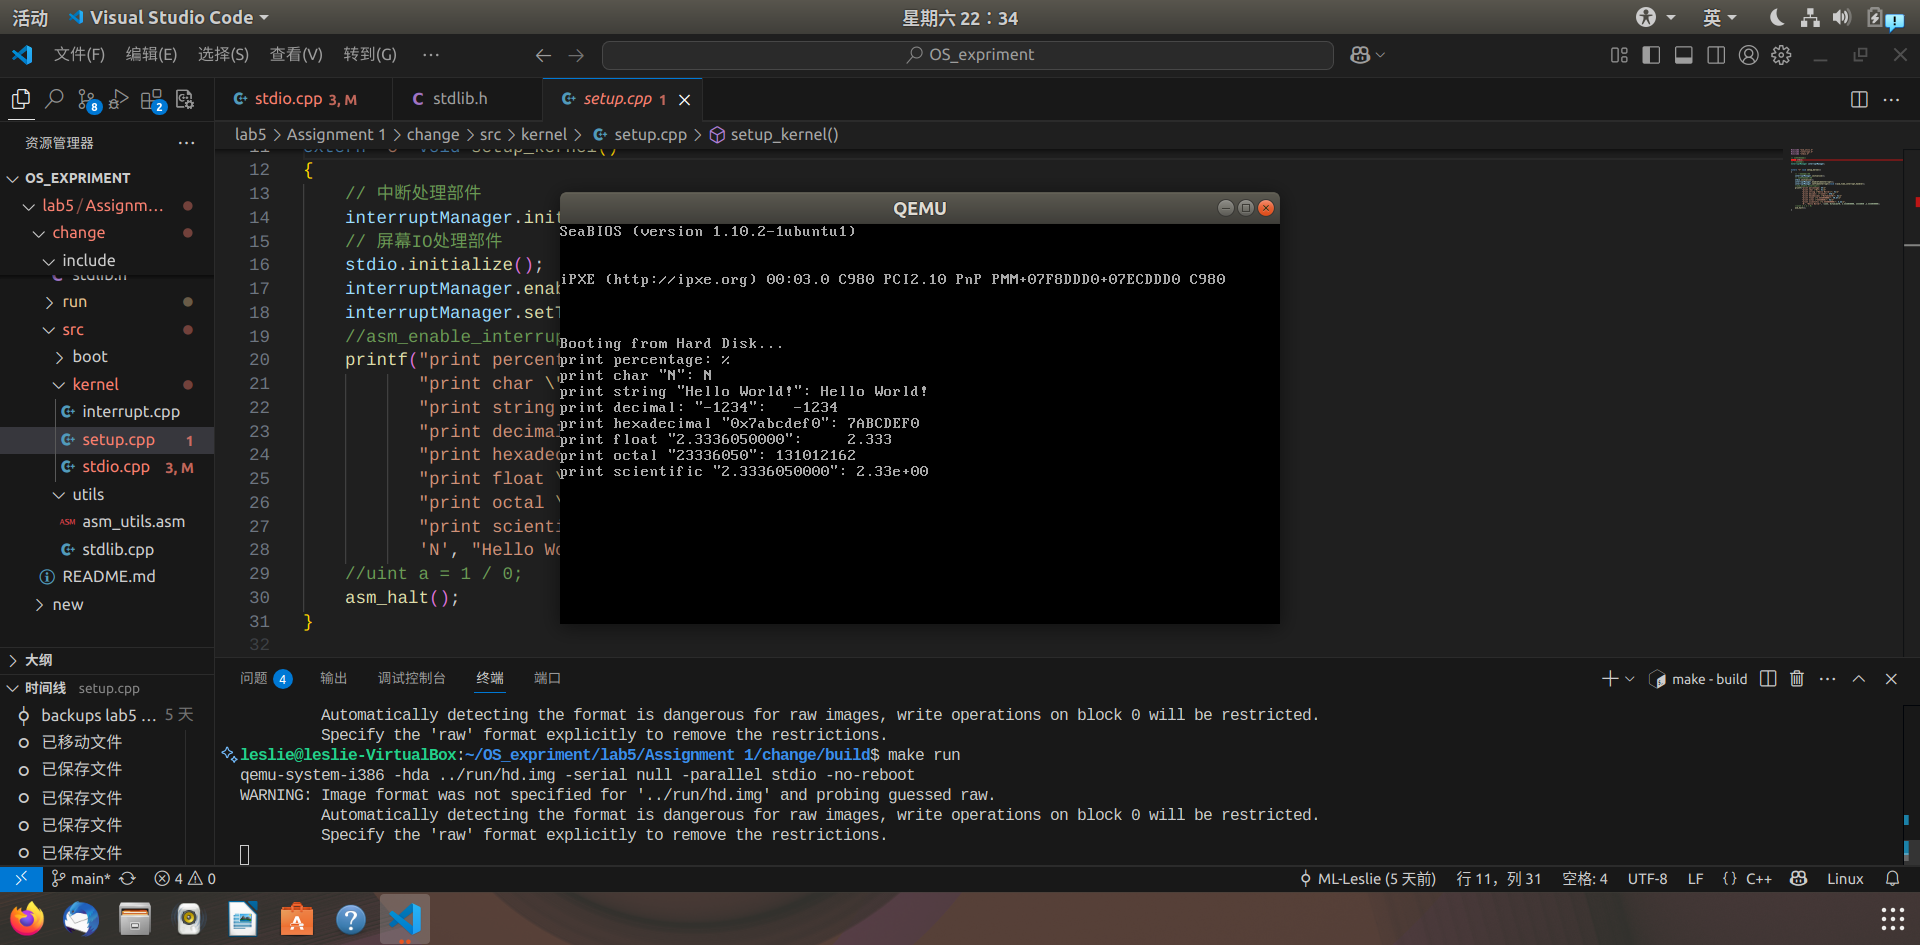 活动
Visual Studio Code
星期六 22：34
英
文件(F)
编辑(E)
选择(S)
查看(V)
转到(G)
OS_expriment
8
2
stdio.cpp 3, M
stdlib.h
setup.cpp 1
资源管理器
lab5 > Assignment 1 > change > src > kernel > setup.cpp > setup_kernel()
OS_EXPRIMENT
lab5 / Assignm...
change
include
stdlib.h
run
src
boot
kernel
interrupt.cpp
setup.cpp 1
stdio.cpp 3, M
utils
ASM asm_utils.asm
stdlib.cpp
README.md
new
大纲
时间线 setup.cpp
backups lab5 ... 5 天
已移动文件
已保存文件
已保存文件
已保存文件
已保存文件
11 extern "C" void setup_kernel()
12 {
13 // 中断处理部件
14 interruptManager.init
15 // 屏幕IO处理部件
16 stdio.initialize();
17 interruptManager.enab
18 interruptManager.setT
19 //asm_enable_interrup
20 printf("print percent
21 "print char \"
22 "print string
23 "print decimal
24 "print hexadec
25 "print float \
26 "print octal \
27 "print scienti
28 'N', "Hello Wo
29 //uint a = 1 / 0;
30 asm_halt();
31 }
32
QEMU
SeaBIOS (version 1.10.2-1ubuntu1)
iPXE (http://ipxe.org) 00:03.0 C980 PCI2.10 PnP PMM+07F8DDD0+07ECDDD0 C980
Booting from Hard Disk...
print percentage: %
print char "N": N
print string "Hello World!": Hello World!
print decimal: "-1234":   -1234
print hexadecimal "0x7abcdef0": 7ABCDEF0
print float "2.3336050000":     2.333
print octal "23336050": 131012162
print scientific "2.3336050000": 2.33e+00
问题 4
输出
调试控制台
终端
端口
make - build
Automatically detecting the format is dangerous for raw images, write operations on block 0 will be restricted.
Specify the 'raw' format explicitly to remove the restrictions.
leslie@leslie-VirtualBox:~/OS_expriment/lab5/Assignment 1/change/build$ make run
qemu-system-i386 -hda ../run/hd.img -serial null -parallel stdio -no-reboot
WARNING: Image format was not specified for '../run/hd.img' and probing guessed raw.
Automatically detecting the format is dangerous for raw images, write operations on block 0 will be restricted.
Specify the 'raw' format explicitly to remove the restrictions.
main*
4
0
ML-Leslie (5 天前)
行 11，列 31
空格: 4
UTF-8
LF
{} C++
Linux